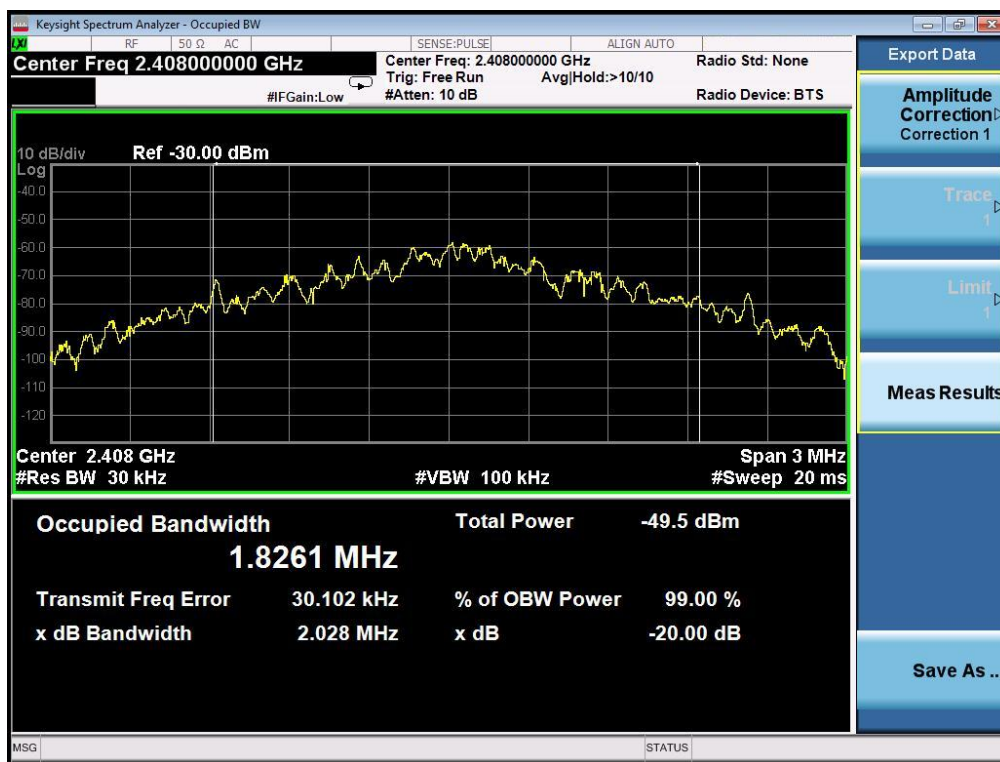 Keysight Spectrum Analyzer - Occupied BW
LXI RF 50 Ω AC SENSE:PULSE ALIGN AUTO
Center Freq 2.408000000 GHz
Center Freq: 2.408000000 GHz Radio Std: None
Trig: Free Run Avg|Hold:>10/10
#IFGain:Low #Atten: 10 dB Radio Device: BTS
10 dB/div Ref -30.00 dBm
Log
-40.0
-50.0
-60.0
-70.0
-80.0
-90.0
-100
-110
-120
Center 2.408 GHz Span 3 MHz
#Res BW 30 kHz #VBW 100 kHz #Sweep 20 ms
Occupied Bandwidth Total Power -49.5 dBm
1.8261 MHz
Transmit Freq Error 30.102 kHz % of OBW Power 99.00 %
x dB Bandwidth 2.028 MHz x dB -20.00 dB
Export Data
Amplitude
Correction
Correction 1
Trace
1
Limit
1
Meas Results
Save As ..
MSG STATUS